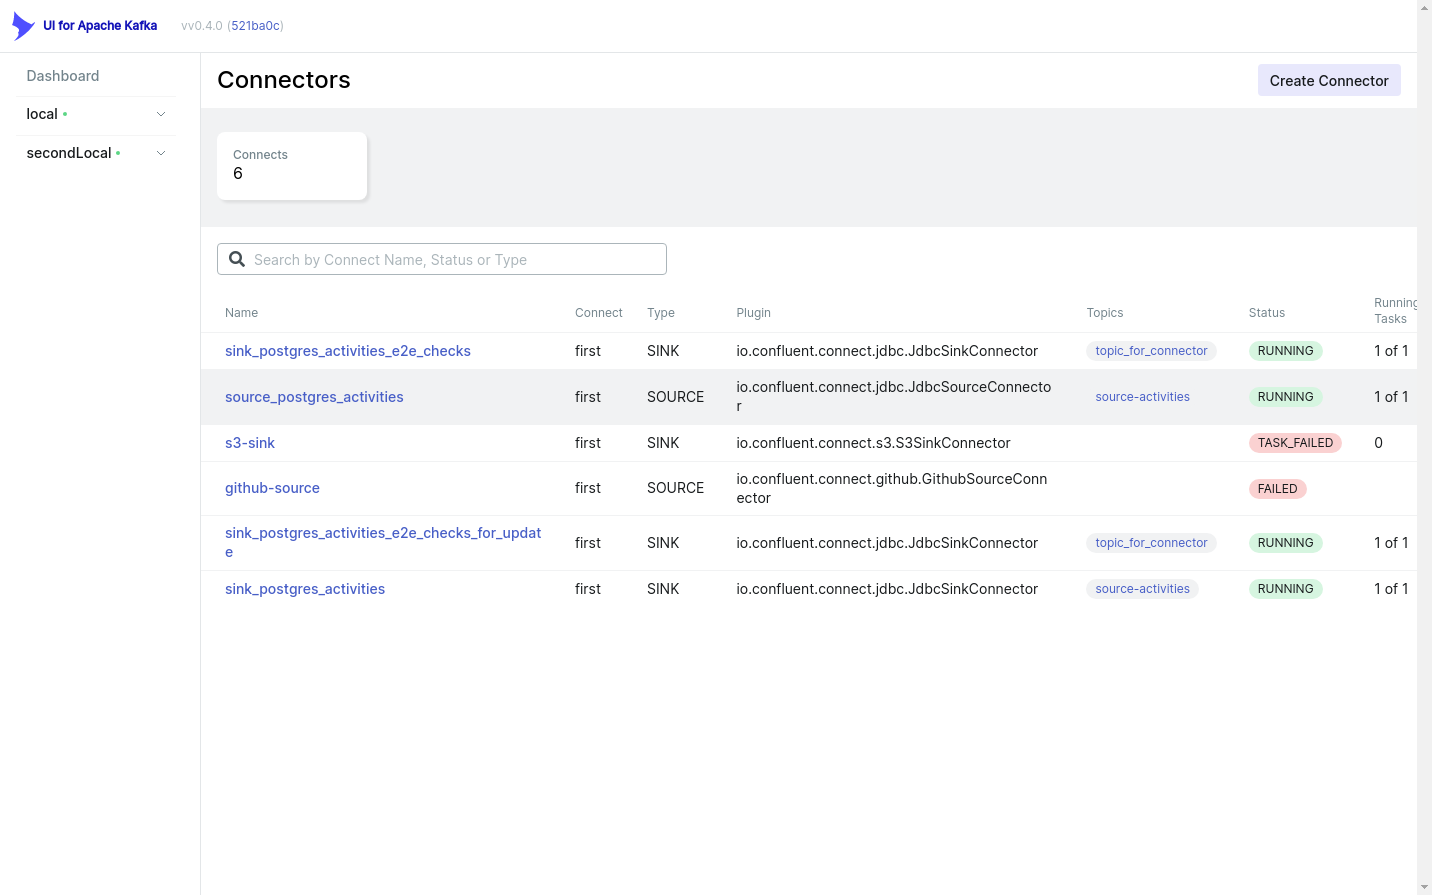 UI for Apache Kafka vv0.4.0 (521ba0c)
Dashboard
local
secondLocal
Connectors
Create Connector
Connects
6
Search by Connect Name, Status or Type
Name Connect Type Plugin Topics Status Running
Tasks
sink_postgres_activities_e2e_checks first SINK io.confluent.connect.jdbc.JdbcSinkConnector topic_for_connector RUNNING 1 of 1
source_postgres_activities first SOURCE io.confluent.connect.jdbc.JdbcSourceConnecto
r source-activities RUNNING 1 of 1
s3-sink first SINK io.confluent.connect.s3.S3SinkConnector TASK_FAILED 0
github-source first SOURCE io.confluent.connect.github.GithubSourceConn
ector FAILED
sink_postgres_activities_e2e_checks_for_updat
e first SINK io.confluent.connect.jdbc.JdbcSinkConnector topic_for_connector RUNNING 1 of 1
sink_postgres_activities first SINK io.confluent.connect.jdbc.JdbcSinkConnector source-activities RUNNING 1 of 1